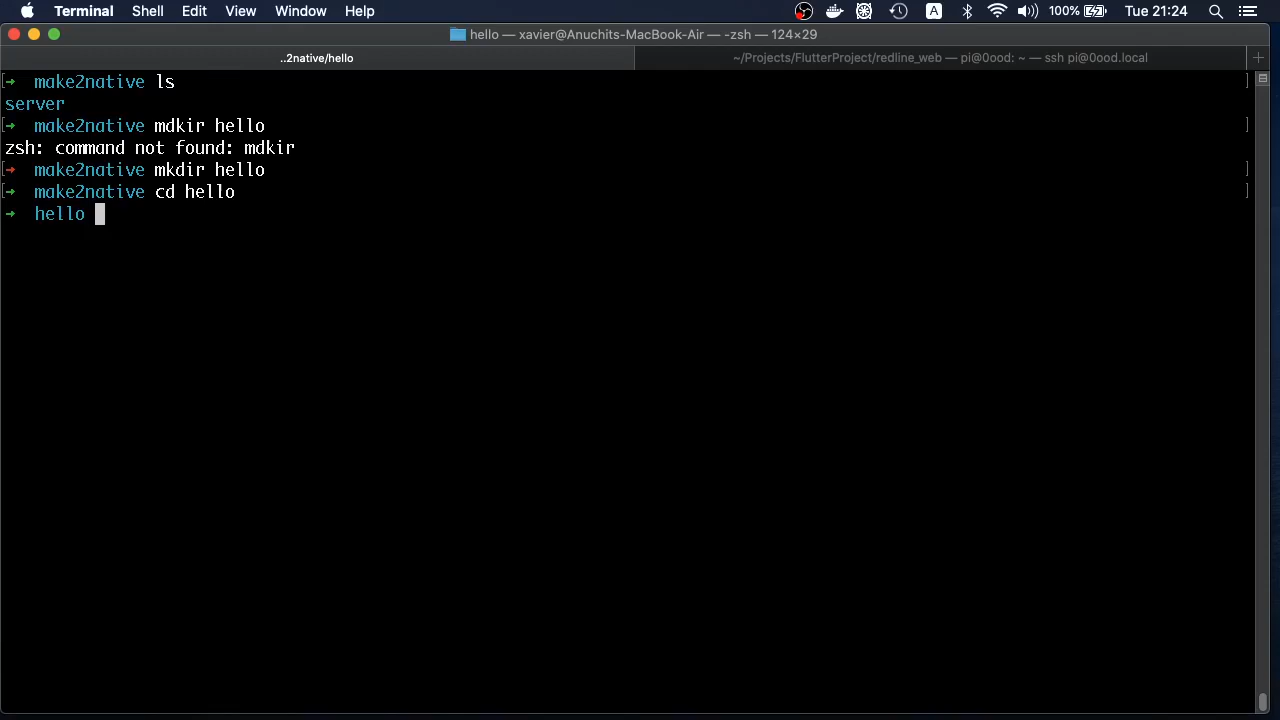 Terminal Shell Edit View Window Help A 100% Tue 21:24
hello — xavier@Anuchits-MacBook-Air — -zsh — 124×29
..2native/hello ~/Projects/FlutterProject/redline_web — pi@0ood: ~ — ssh pi@0ood.local +
[➜ make2native ls ]
server
[➜ make2native mdkir hello ]
zsh: command not found: mdkir
[➜ make2native mkdir hello ]
[➜ make2native cd hello ]
➜ hello